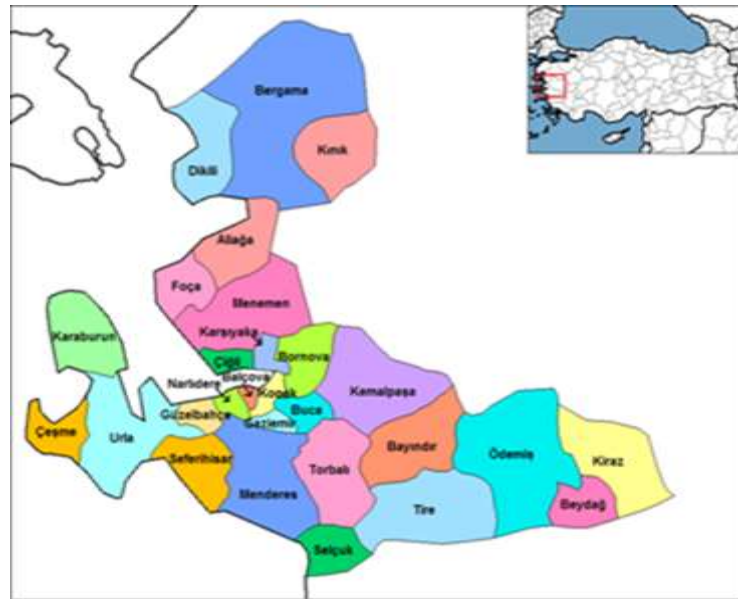 Bergama
Kınık
Dikili
Aliağa
Foça
Menemen
Karşıyaka
Karaburun
Çiğli
Bornova
Balçova
Narlıdere
Konak
Kemalpaşa
Güzelbahçe
Buca
Gaziemir
Çeşme
Urla
Seferihisar
Bayındır
Ödemiş
Kiraz
Torbalı
Menderes
Tire
Beydağ
Selçuk